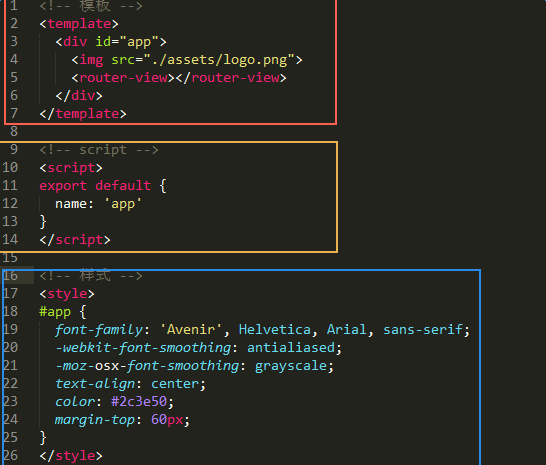 1 <!-- 模板 -->
2 <template>
3 <div id="app">
4 <img src="./assets/logo.png">
5 <router-view></router-view>
6 </div>
7 </template>
8
9 <!-- script -->
10 <script>
11 export default {
12 name: 'app'
13 }
14 </script>
15
16 <!-- 样式 -->
17 <style>
18 #app {
19 font-family: 'Avenir', Helvetica, Arial, sans-serif;
20 -webkit-font-smoothing: antialiased;
21 -moz-osx-font-smoothing: grayscale;
22 text-align: center;
23 color: #2c3e50;
24 margin-top: 60px;
25 }
26 </style>